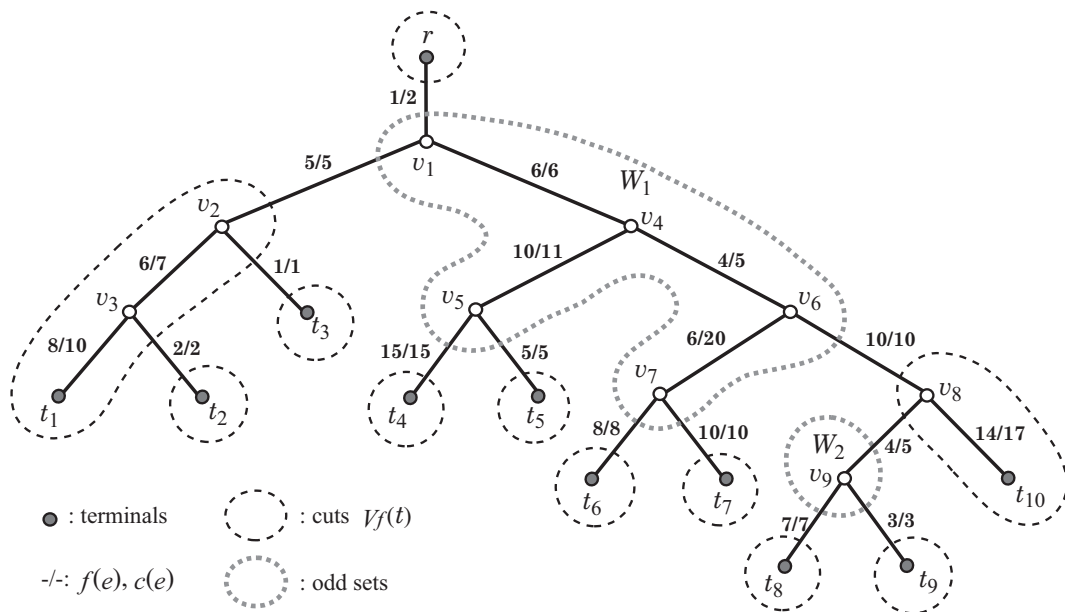 r
1/2
v1
5/5
6/6
W1
v2
v4
6/7
1/1
10/11
4/5
v3
v5
v6
t3
8/10
2/2
15/15
5/5
6/20
10/10
v7
v8
t1
t2
t4
t5
8/8
10/10
W2
4/5
14/17
v9
t6
t7
t10
: terminals
: cuts Vf(t)
7/7
3/3
-/-: f(e), c(e)
: odd sets
t8
t9